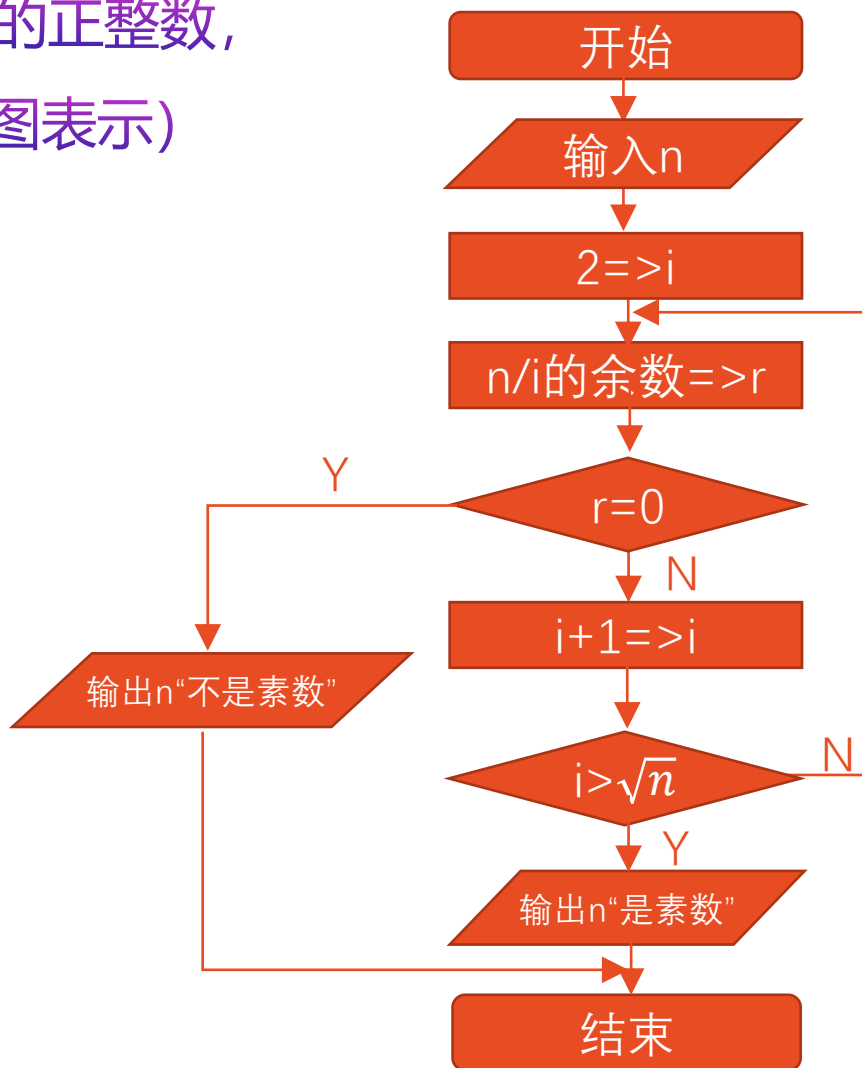 的正整数，
图表示）
开始
输入n
2=>i
n/i的余数=>r
Y
r=0
N
i+1=>i
输出n“不是素数”
i>√n
N
Y
输出n“是素数”
结束